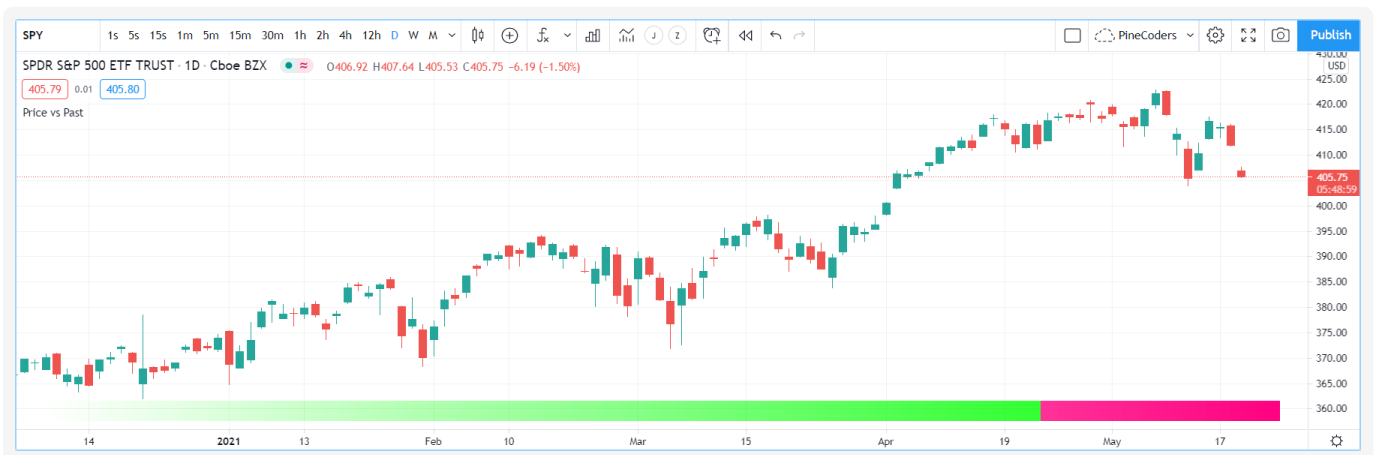 SPY 1s 5s 15s 1m 5m 15m 30m 1h 2h 4h 12h D W M J Z PineCoders Publish
SPDR S&P 500 ETF TRUST · 1D · Cboe BZX ≈ O406.92 H407.64 L405.53 C405.75 −6.19 (−1.50%)
405.79 0.01 405.80
Price vs Past
430.00
USD
425.00
420.00
415.00
410.00
405.75
05:48:59
400.00
395.00
390.00
385.00
380.00
375.00
370.00
365.00
360.00
14 2021 13 Feb 10 Mar 15 Apr 19 May 17